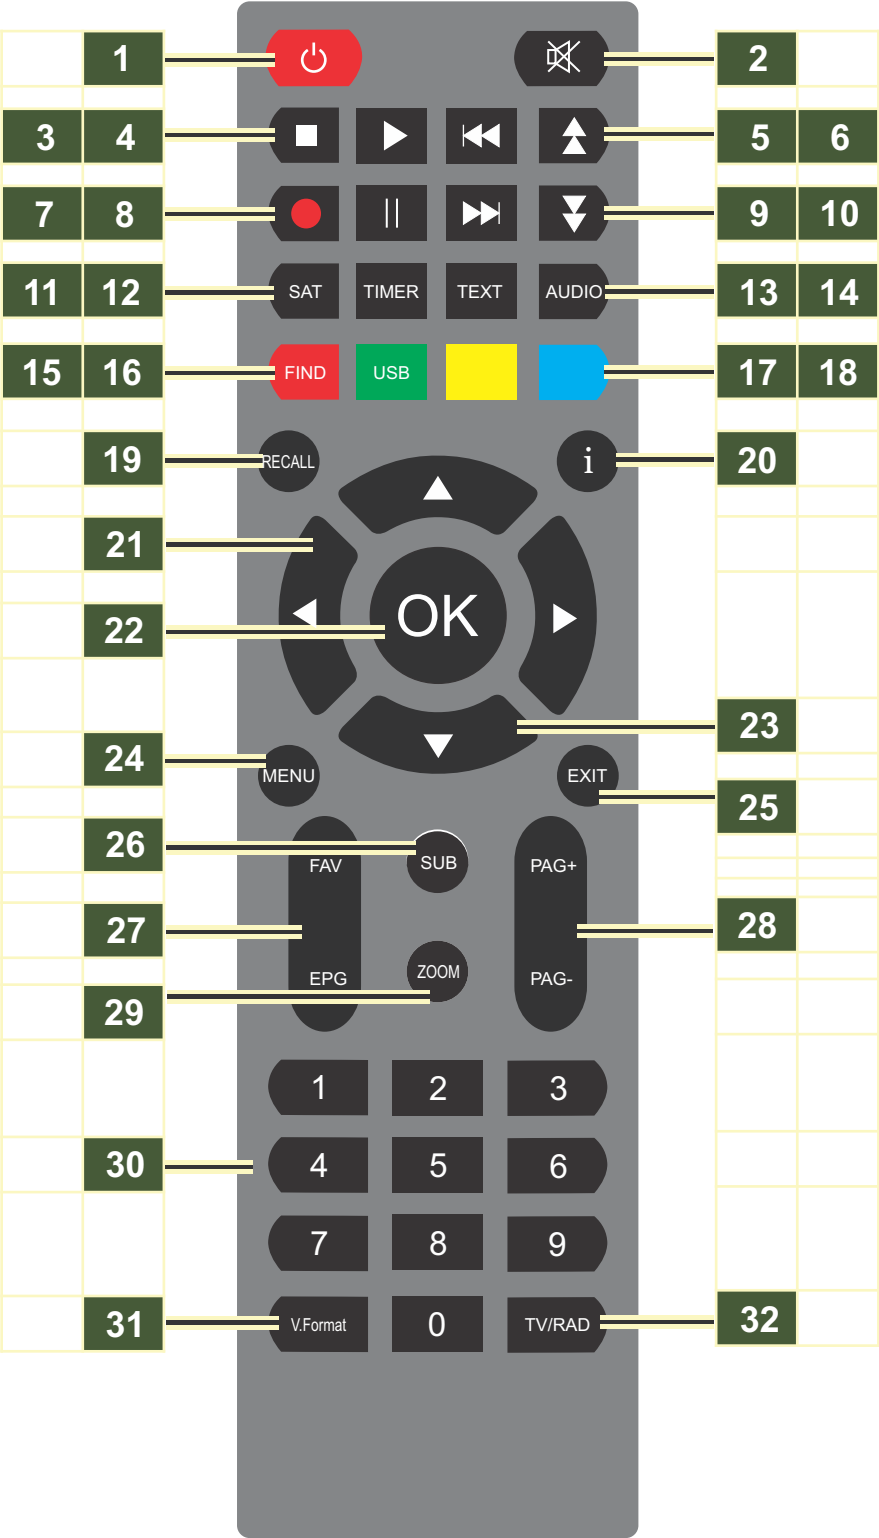 1 2
3 4 5 6
7 8 9 10
11 12 SAT TIMER TEXT AUDIO 13 14
15 16 FIND USB 17 18
19 RECALL i 20
21
22 OK
23
24 MENU EXIT
25
26 FAV SUB PAG+
27 28
EPG ZOOM PAG-
29
1 2 3
30 4 5 6
7 8 9
31 V.Format 0 TV/RAD 32